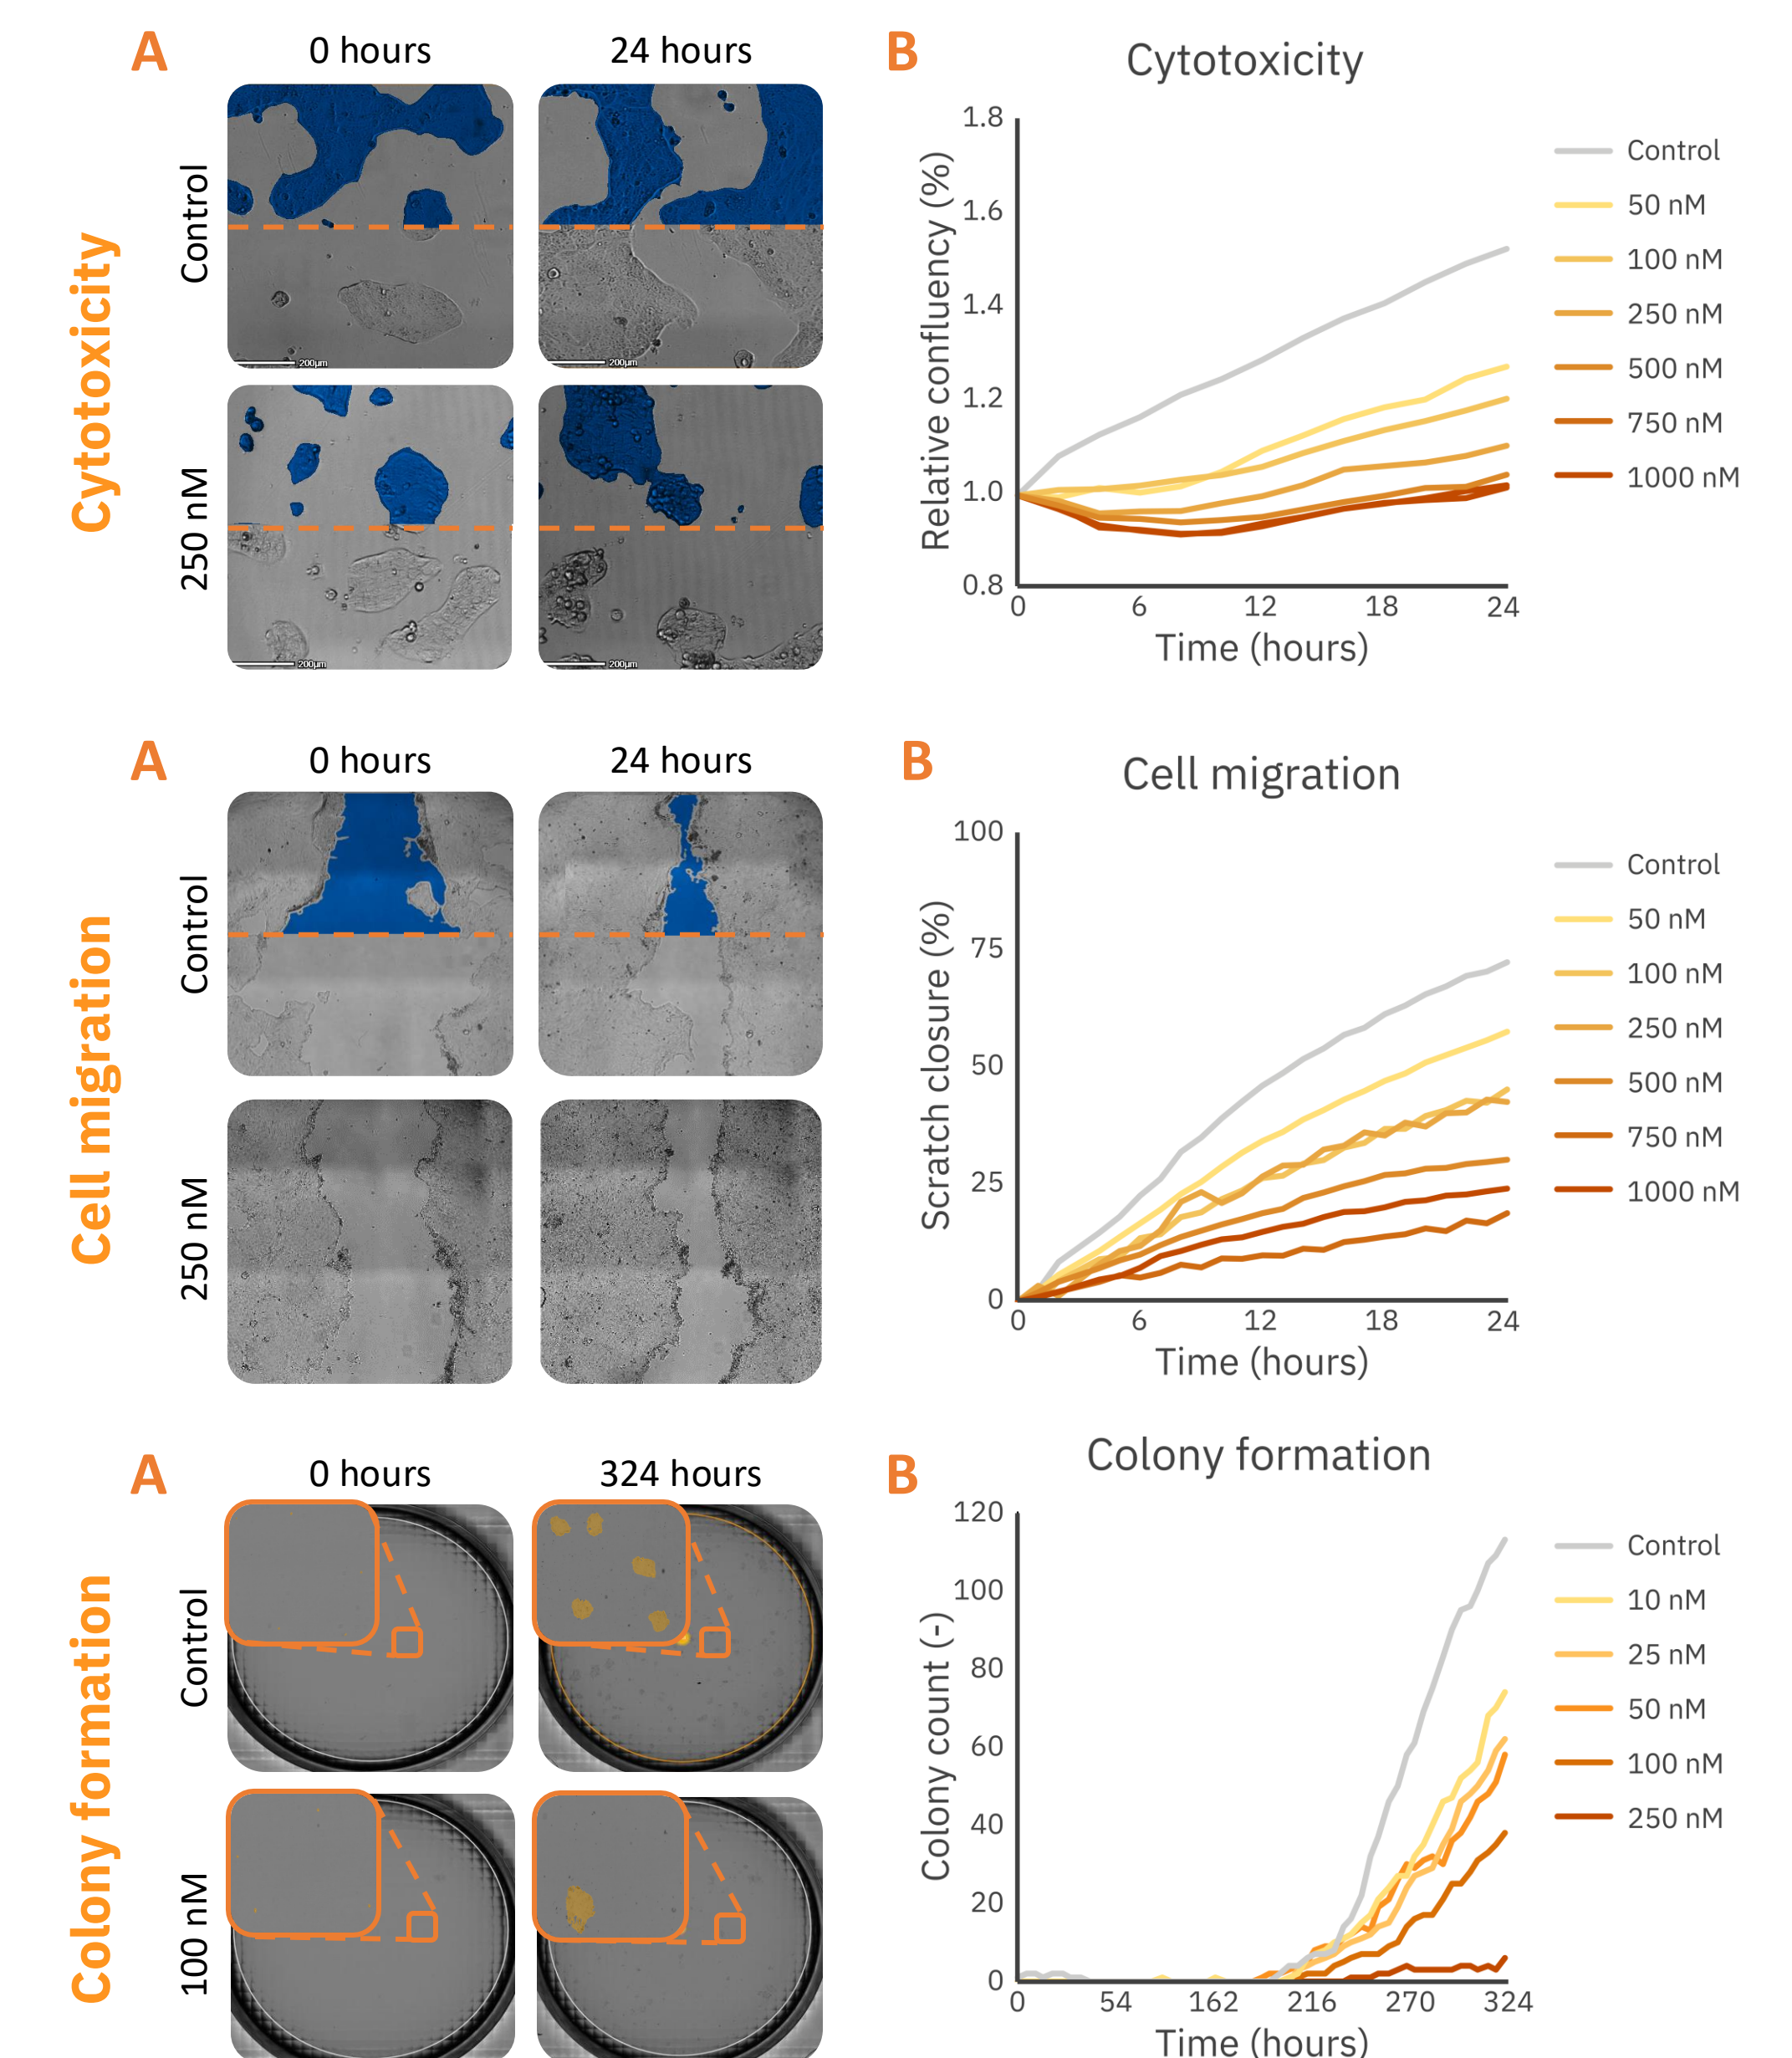 A
0 hours
24 hours
B
Cytotoxicity
Cytotoxicity
Control
250 nM
200µm
200µm
200µm
200µm
Relative confluency (%)
1.8
1.6
1.4
1.2
1.0
0.8
0
6
12
18
24
Time (hours)
Control
50 nM
100 nM
250 nM
500 nM
750 nM
1000 nM
A
0 hours
24 hours
B
Cell migration
Cell migration
Control
250 nM
Scratch closure (%)
100
75
50
25
0
0
6
12
18
24
Time (hours)
Control
50 nM
100 nM
250 nM
500 nM
750 nM
1000 nM
A
0 hours
324 hours
B
Colony formation
Colony formation
Control
100 nM
Colony count (-)
120
100
80
60
40
20
0
0
54
162
216
270
324
Time (hours)
Control
10 nM
25 nM
50 nM
100 nM
250 nM